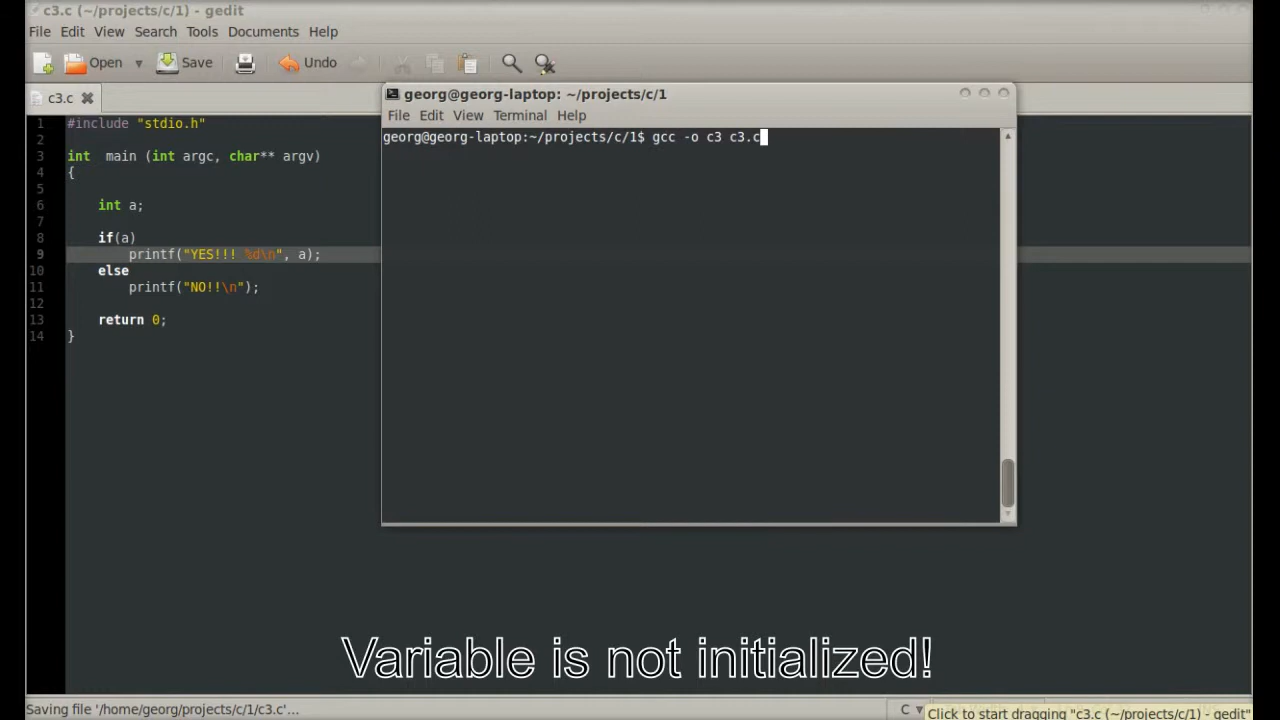 c3.c (~/projects/c/1) - gedit
File Edit View Search Tools Documents Help
Open Save Undo
c3.c
1 #include "stdio.h"
2
3 int  main (int argc, char** argv)
4 {
5
6     int a;
7
8     if(a)
9         printf("YES!!! %d\n", a);
10     else
11         printf("NO!!\n");
12
13     return 0;
14 }
georg@georg-laptop: ~/projects/c/1
File Edit View Terminal Help
georg@georg-laptop:~/projects/c/1$ gcc -o c3 c3.c
Variable is not initialized!
Saving file '/home/georg/projects/c/1/c3.c'...
C
Click to start dragging "c3.c (~/projects/c/1) - gedit"